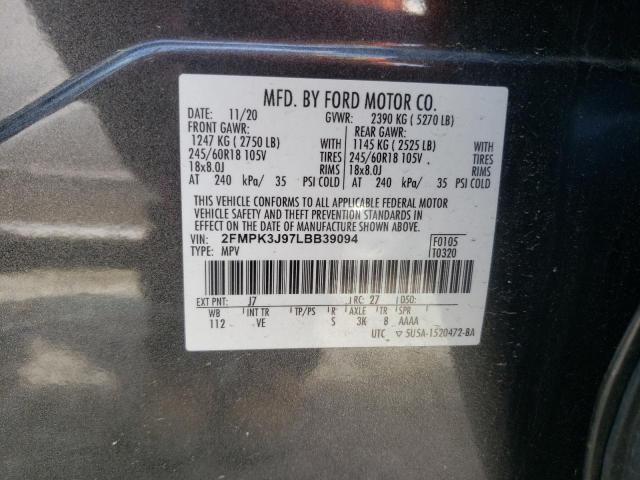 MFD. BY FORD MOTOR CO.
DATE: 11/20 GVWR: 2390 KG ( 5270 LB)
FRONT GAWR: REAR GAWR:
1247 KG ( 2750 LB) 1145 KG ( 2525 LB)
245/60R18 105V TIRES 245/60R18 105V TIRES
18x8.0J RIMS 18x8.0J RIMS
AT 240 kPa/ 35 PSI COLD AT 240 kPa/ 35 PSI COLD
THIS VEHICLE CONFORMS TO ALL APPLICABLE FEDERAL MOTOR
VEHICLE SAFETY AND THEFT PREVENTION STANDARDS IN
EFFECT ON THE DATE OF MANUFACTURE SHOWN ABOVE.
VIN: 2FMPK3J97LBB39094 F0105
TYPE: MPV T0320
EXT PNT: J7 RC: 27 DSO:
WB INT TR TP/PS R AXLE TR SPR
112 VE S 3K B AAAA
UTC ▽ 5U5A-1520472-BA